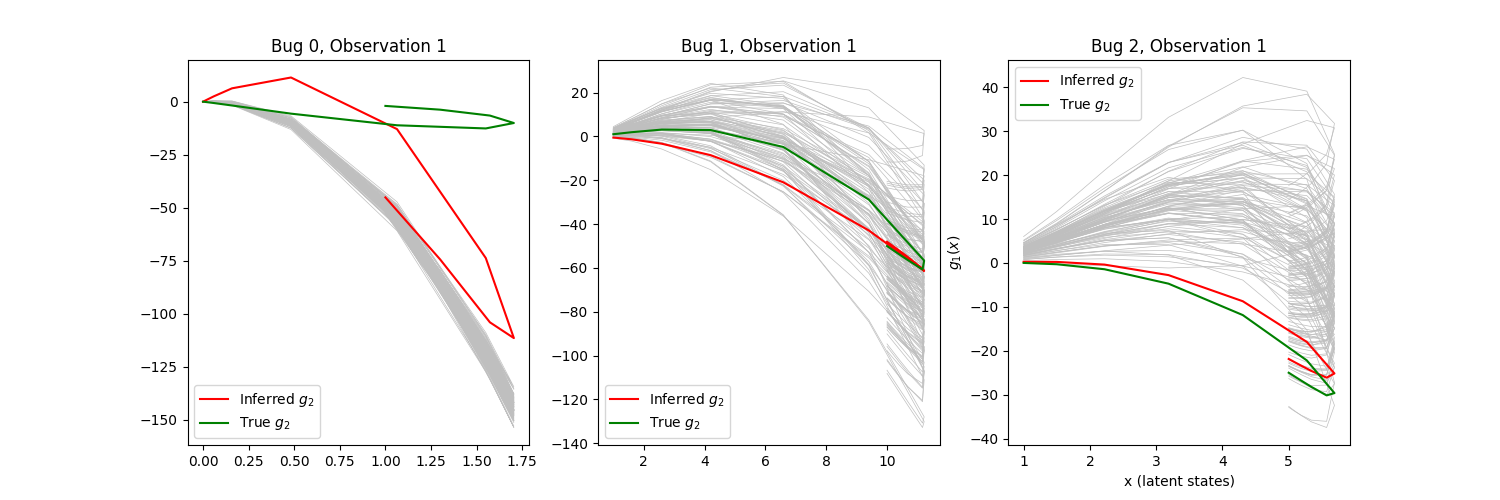 Bug 0, Observation 1
0
−25
−50
−75
−100
−125
−150
0.00 0.25 0.50 0.75 1.00 1.25 1.50 1.75
Inferred g₂
True g₂
Bug 1, Observation 1
20
0
−20
−40
−60
−80
−100
−120
−140
2 4 6 8 10
Inferred g₂
True g₂
Bug 2, Observation 1
Inferred g₂
True g₂
g₁(x)
40
30
20
10
0
−10
−20
−30
−40
1 2 3 4 5
x (latent states)